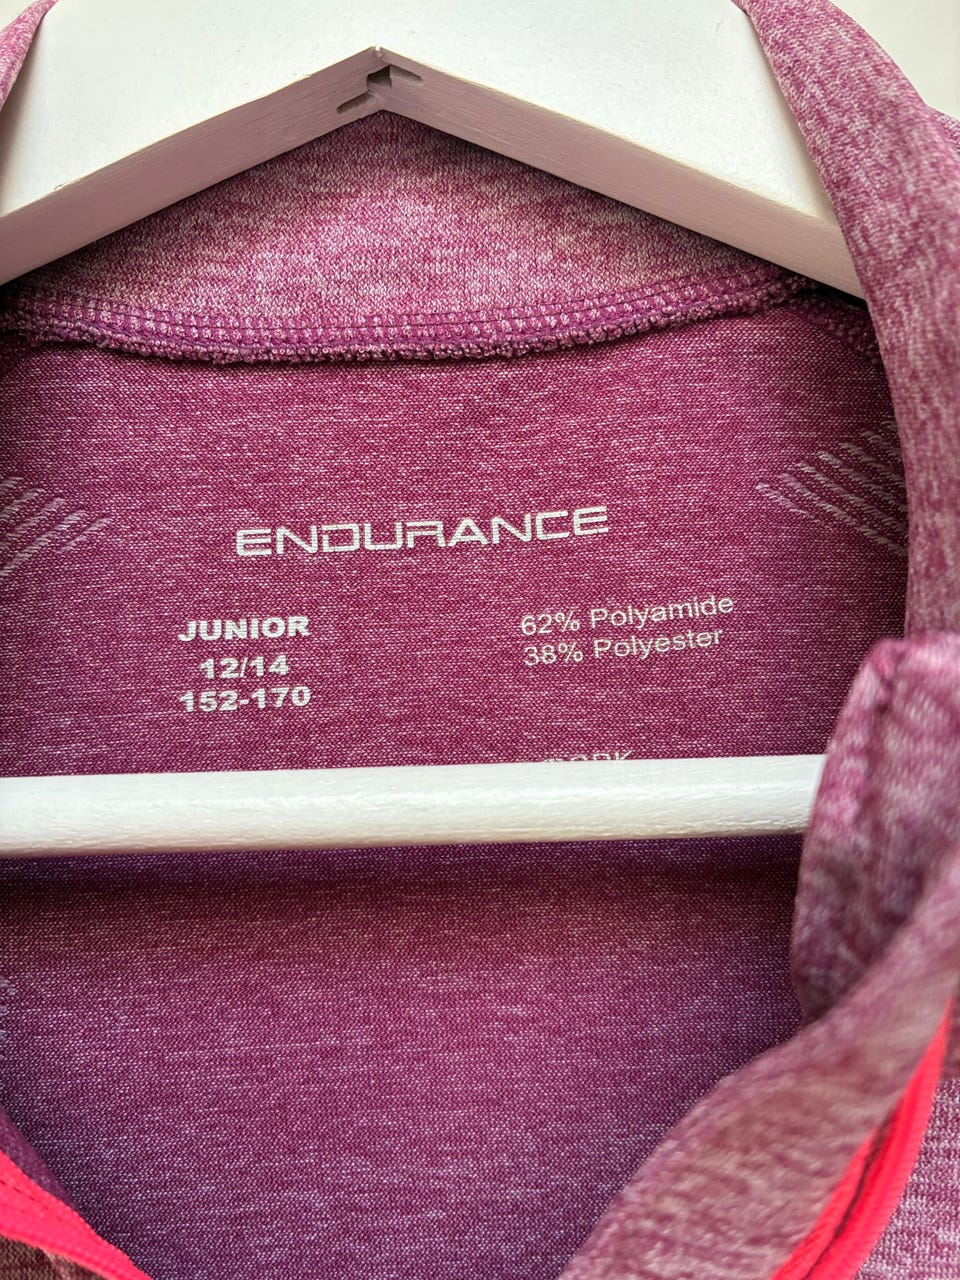 ENDURANCE
JUNIOR
12/14
152-170
62% Polyamide
38% Polyester